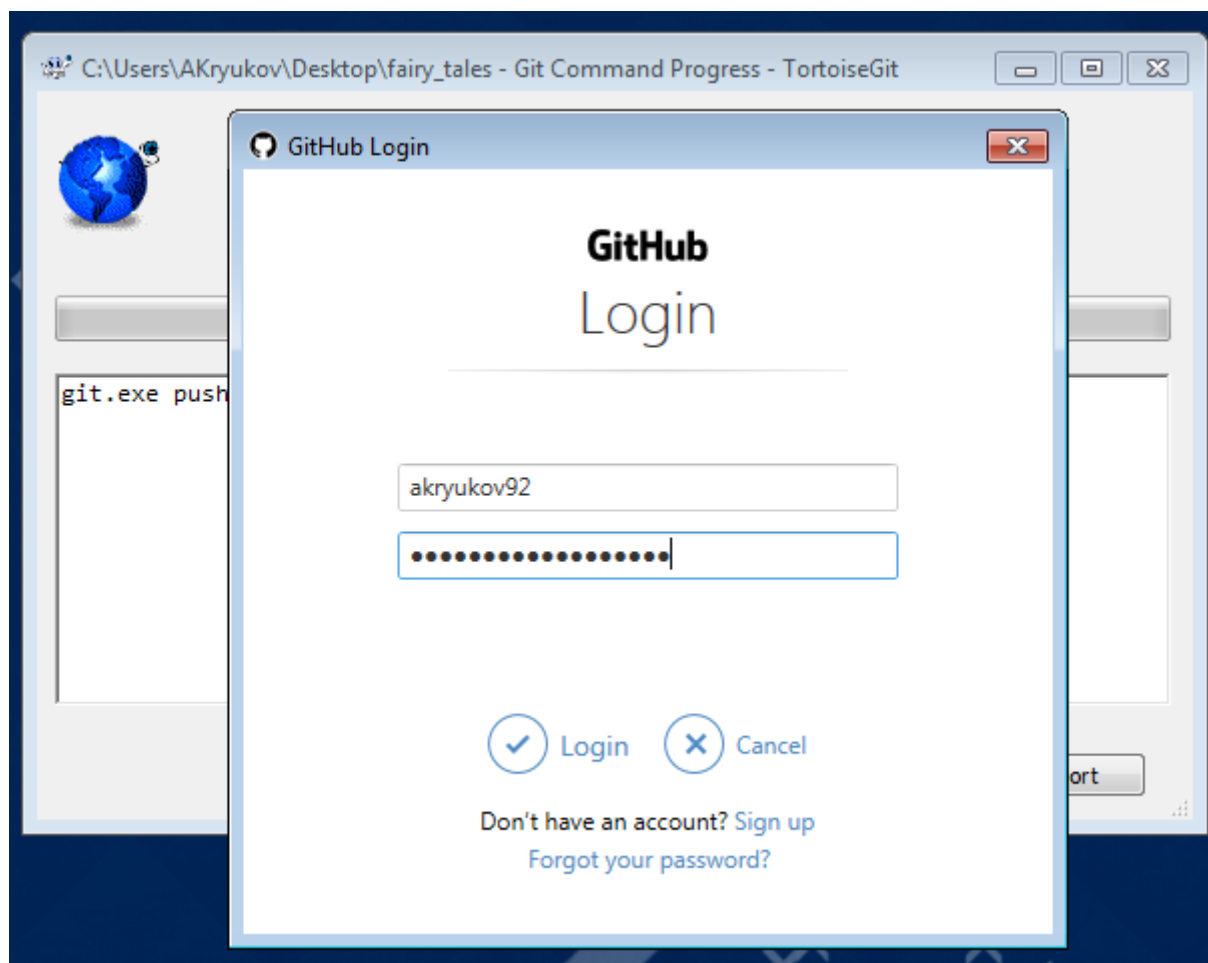 C:\Users\AKryukov\Desktop\fairy_tales - Git Command Progress - TortoiseGit
GitHub Login
GitHub
Login
git.exe push
akryukov92
••••••••••••••••••
Login Cancel
ort
Don't have an account? Sign up
Forgot your password?